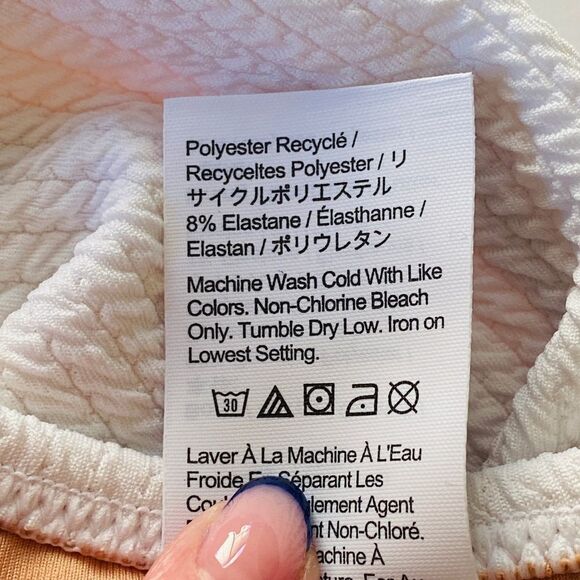 Polyester Recyclé /
Recyceltes Polyester / リ
サイクルポリエステル
8% Elastane / Élasthanne /
Elastan / ポリウレタン
Machine Wash Cold With Like
Colors. Non-Chlorine Bleach
Only. Tumble Dry Low. Iron on
Lowest Setting.
30
Laver À La Machine À L'Eau
Froide Séparant Les
Agent
Non-Chloré.
À